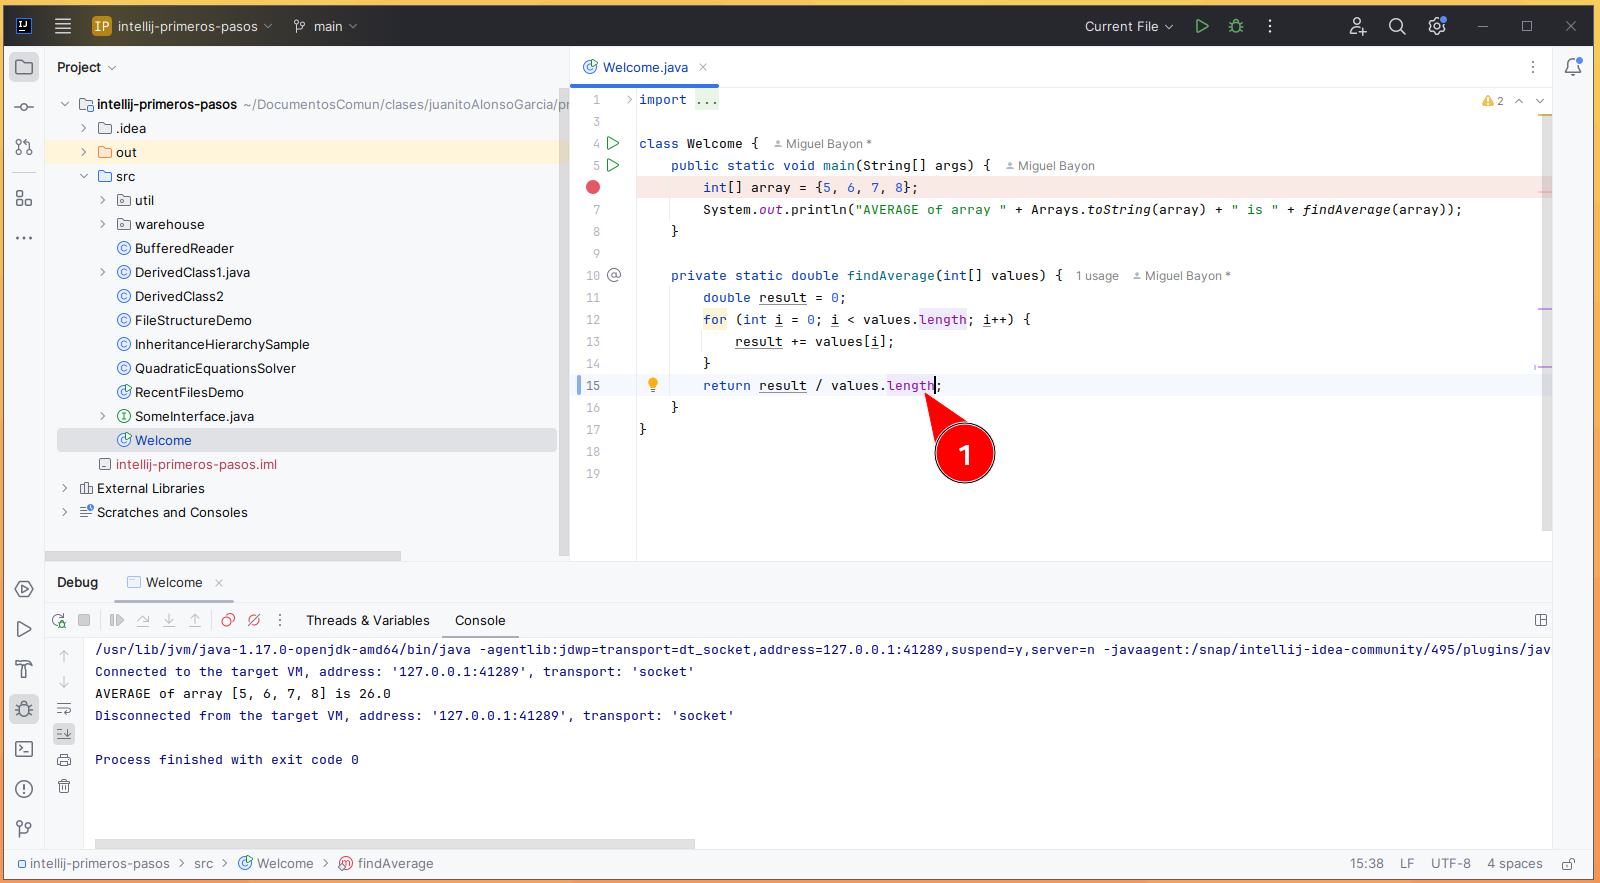 IJ
IP intellij-primeros-pasos main Current File
Project
Welcome.java
intellij-primeros-pasos ~/DocumentosComun/clases/juanitoAlonsoGarcia/pr
.idea
out
src
util
warehouse
BufferedReader
DerivedClass1.java
DerivedClass2
FileStructureDemo
InheritanceHierarchySample
QuadraticEquationsSolver
RecentFilesDemo
SomeInterface.java
Welcome
intellij-primeros-pasos.iml
External Libraries
Scratches and Consoles
2
1 import ...
3
4 class Welcome { Miguel Bayon *
5 public static void main(String[] args) { Miguel Bayon
int[] array = {5, 6, 7, 8};
7 System.out.println("AVERAGE of array " + Arrays.toString(array) + " is " + findAverage(array));
8 }
9
10 private static double findAverage(int[] values) { 1 usage Miguel Bayon *
11 double result = 0;
12 for (int i = 0; i < values.length; i++) {
13 result += values[i];
14 }
15 return result / values.length;
16 }
17 }
18
19
1
Debug Welcome
Threads & Variables Console
/usr/lib/jvm/java-1.17.0-openjdk-amd64/bin/java -agentlib:jdwp=transport=dt_socket,address=127.0.0.1:41289,suspend=y,server=n -javaagent:/snap/intellij-idea-community/495/plugins/jav
Connected to the target VM, address: '127.0.0.1:41289', transport: 'socket'
AVERAGE of array [5, 6, 7, 8] is 26.0
Disconnected from the target VM, address: '127.0.0.1:41289', transport: 'socket'
Process finished with exit code 0
intellij-primeros-pasos > src > Welcome > findAverage
15:38 LF UTF-8 4 spaces